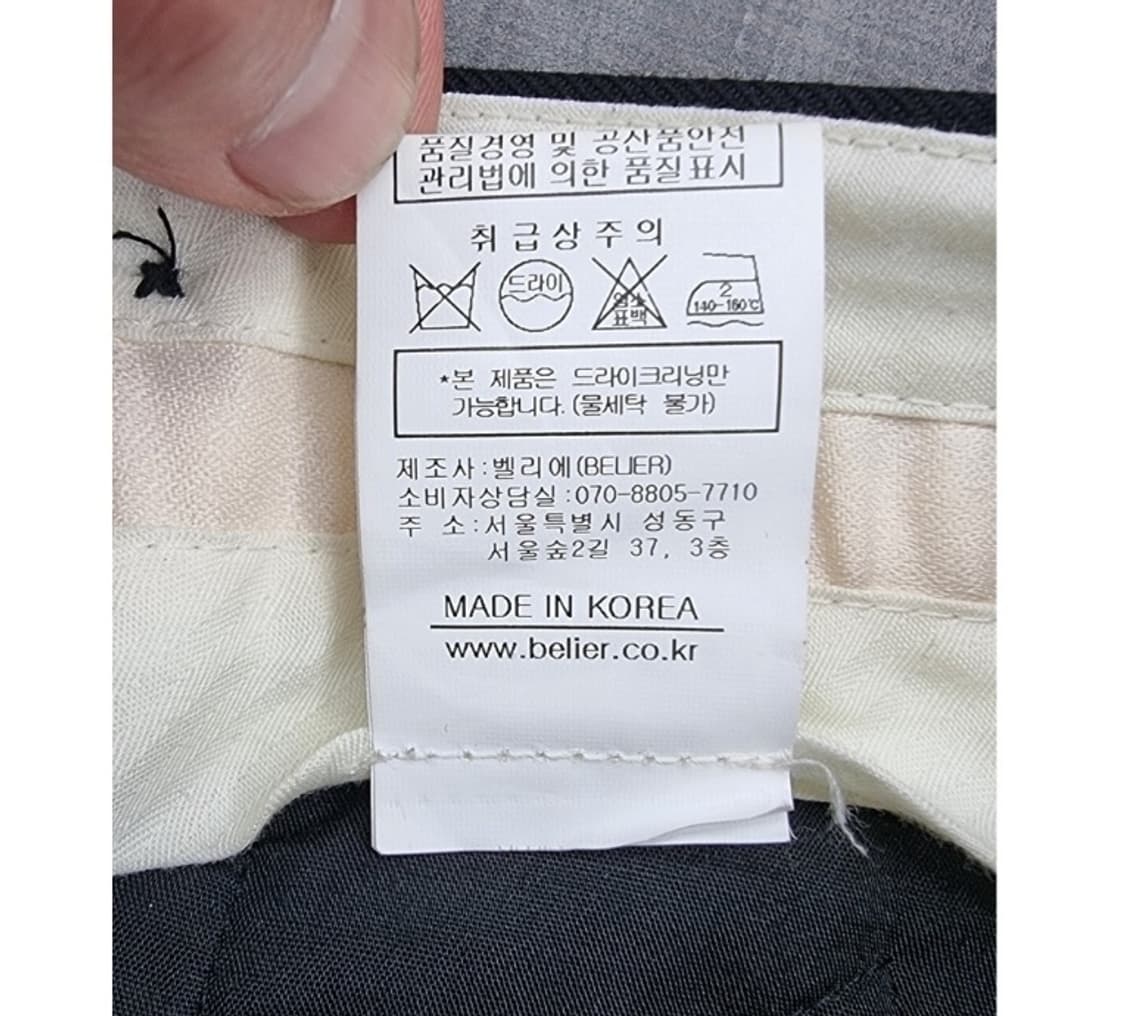 품질경영 및 공산품안전
관리법에 의한 품질표시
취급상주의
드라이
염소
표백
2
140-160℃
*본 제품은 드라이크리닝만
가능합니다.(물세탁 불가)
제조사:벨리에(BELIER)
소비자상담실:070-8805-7710
주 소:서울특별시 성동구
서울숲2길 37, 3층
MADE IN KOREA
www.belier.co.kr